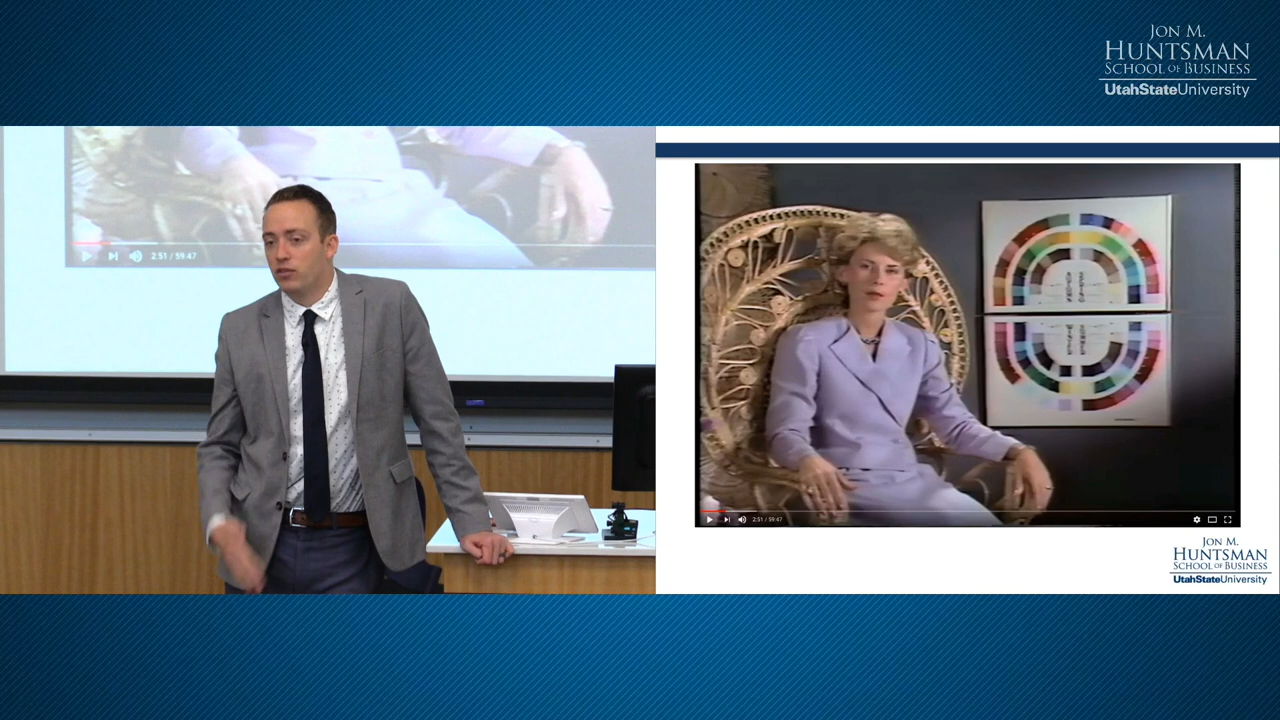 JON M.
HUNTSMAN
SCHOOL OF BUSINESS
UtahStateUniversity
2:51 / 59:47
2:51 / 59:47
JON M.
HUNTSMAN
SCHOOL OF BUSINESS
UtahStateUniversity